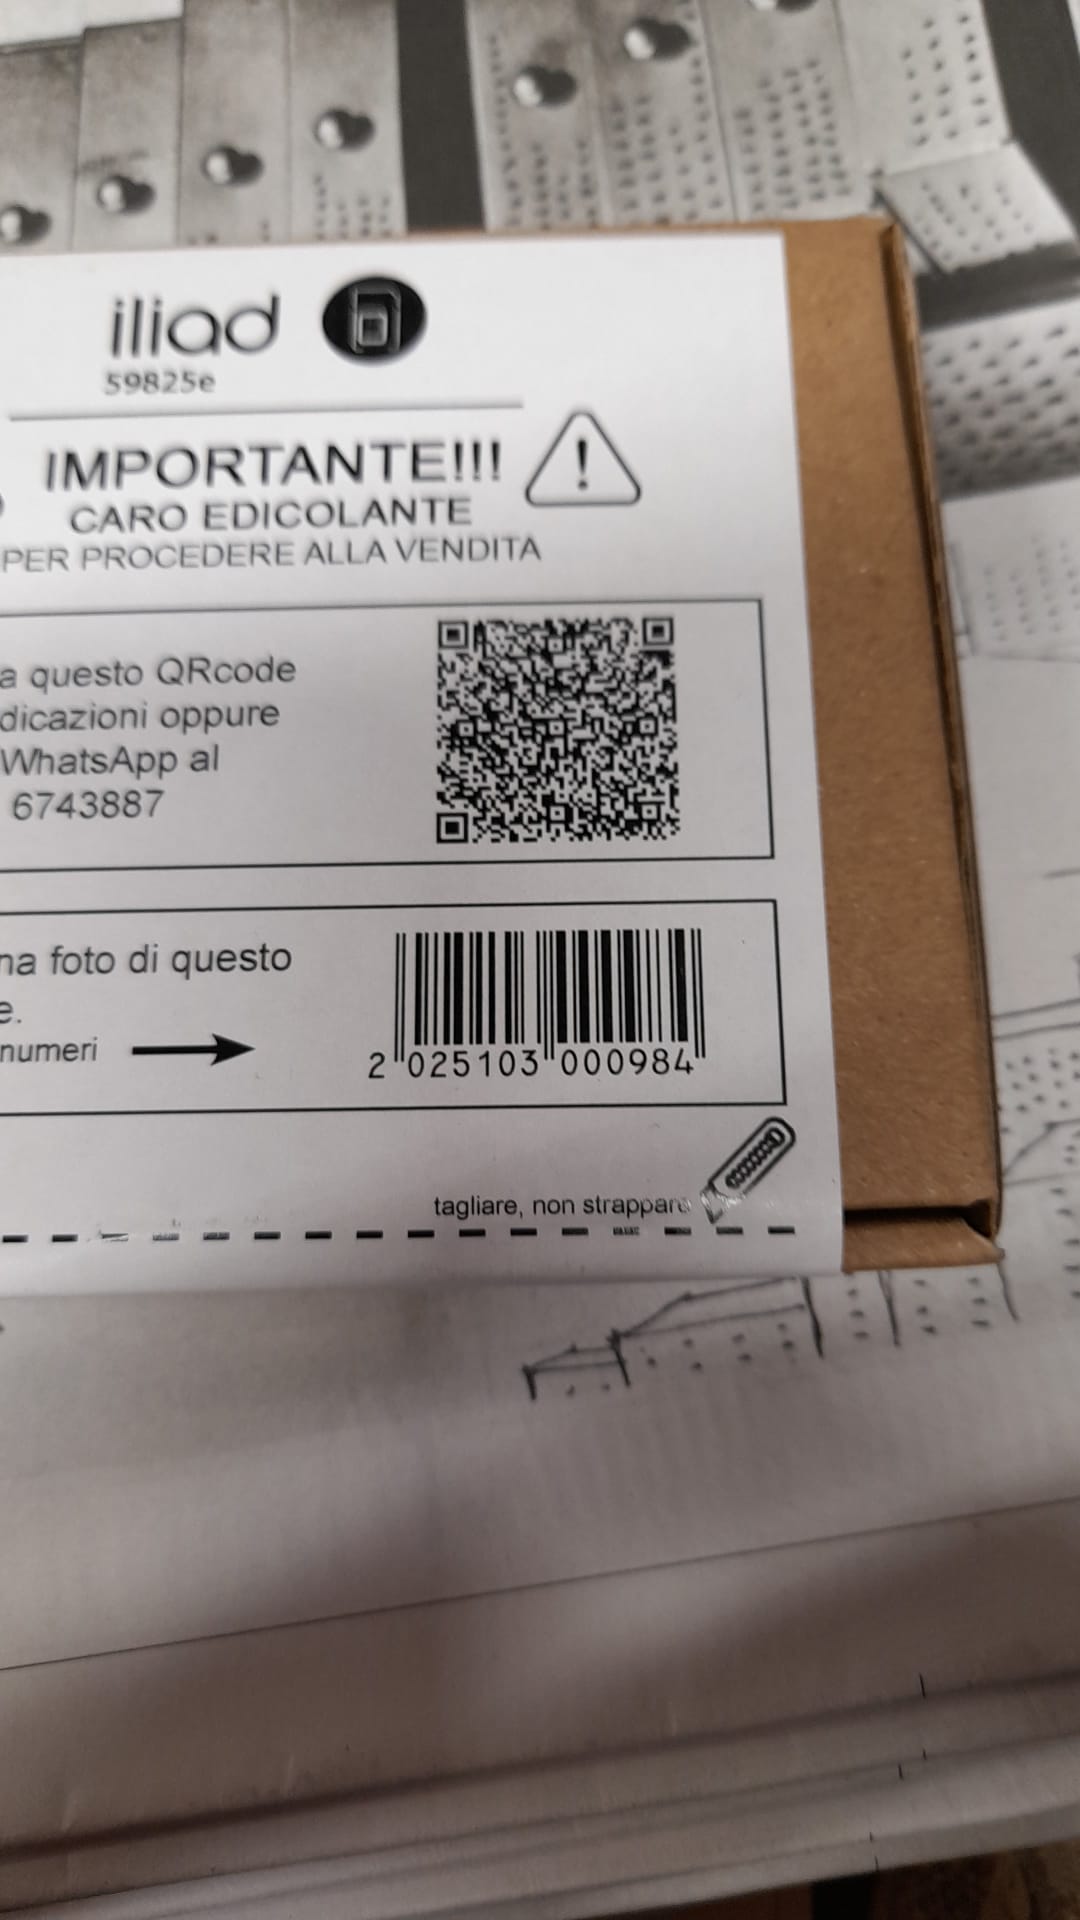 iliad
59825e
IMPORTANTE!!!
CARO EDICOLANTE
PER PROCEDERE ALLA VENDITA
a questo QRcode
dicazioni oppure
WhatsApp al
6743887
na foto di questo
e.
numeri
2 025103 000984
tagliare, non strappare